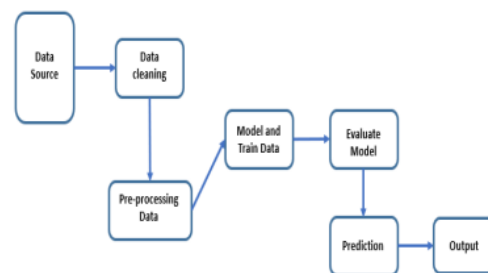 Data
Source
Data
cleaning
Pre-processing
Data
Model and
Train Data
Evaluate
Model
Prediction
Output